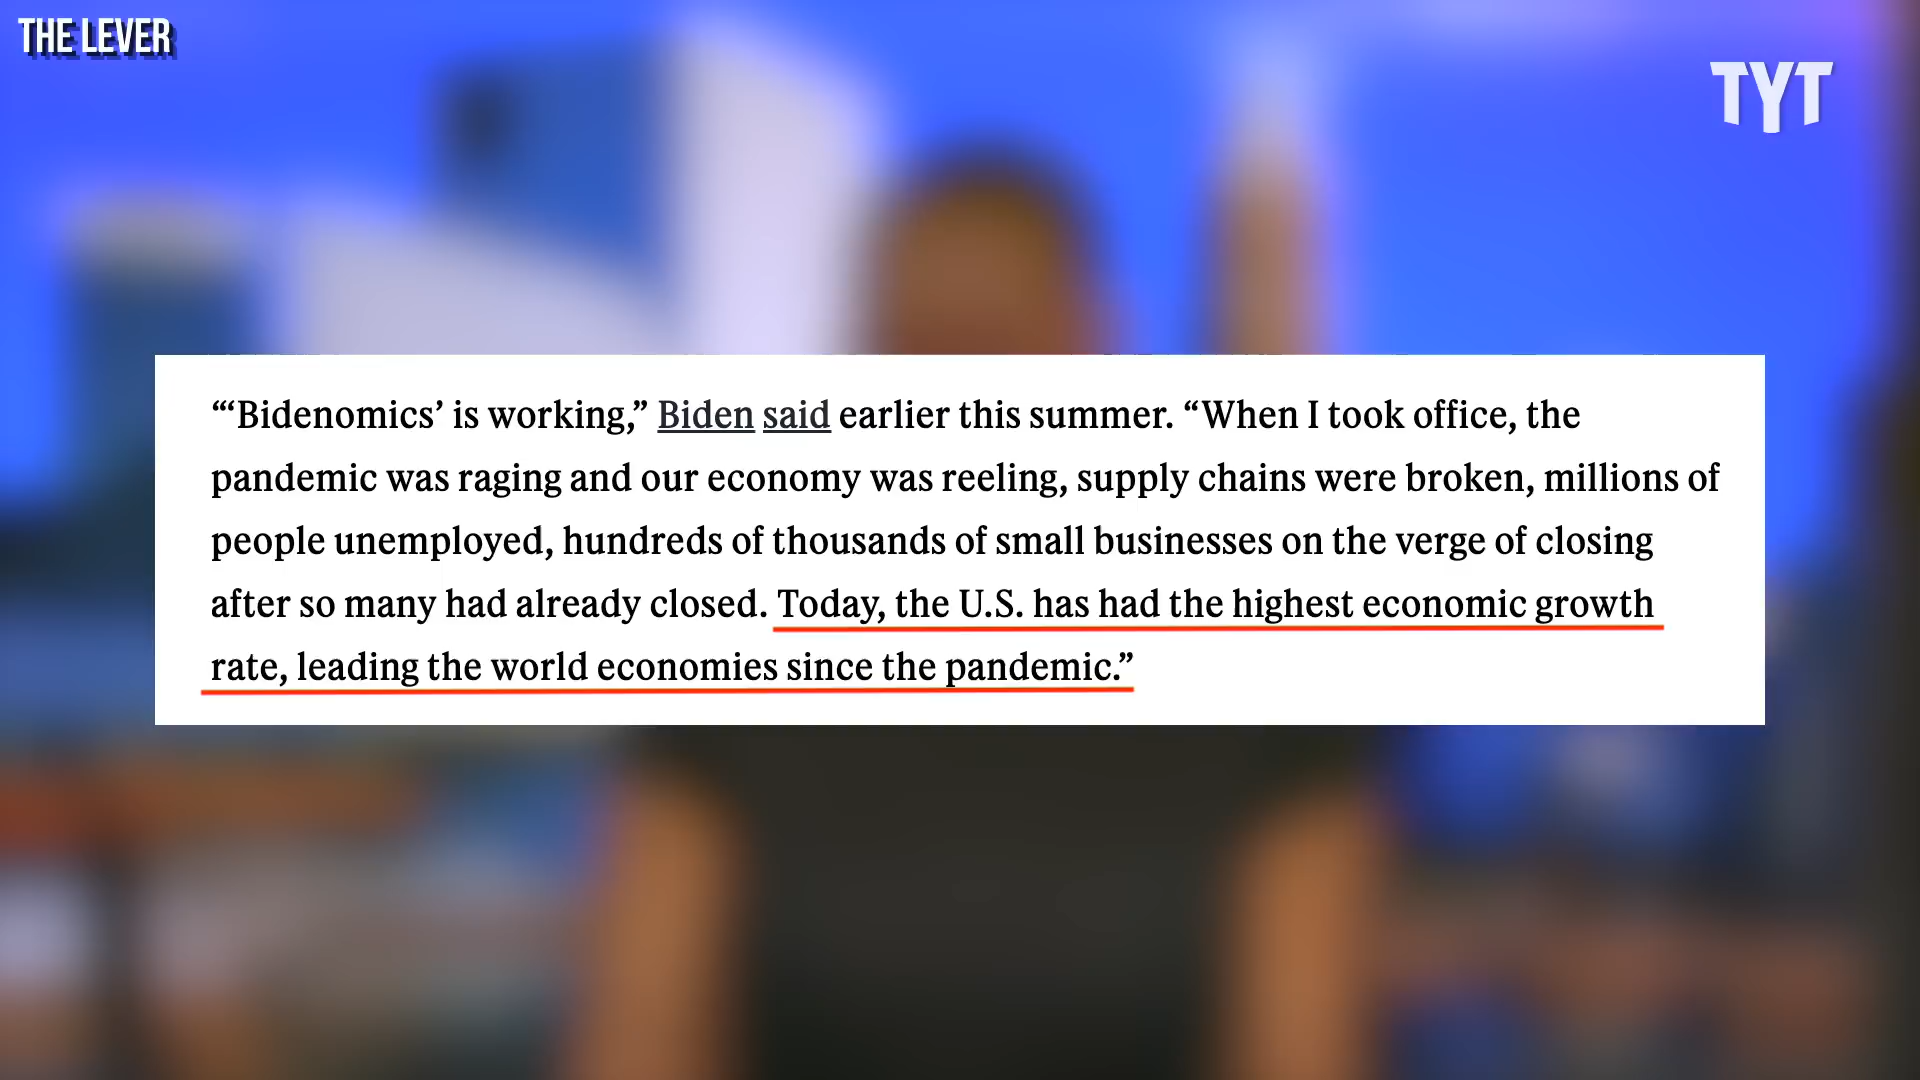 THE LEVER
TYT
“‘Bidenomics’ is working,” Biden said earlier this summer. “When I took office, the
pandemic was raging and our economy was reeling, supply chains were broken, millions of
people unemployed, hundreds of thousands of small businesses on the verge of closing
after so many had already closed. Today, the U.S. has had the highest economic growth
rate, leading the world economies since the pandemic.”